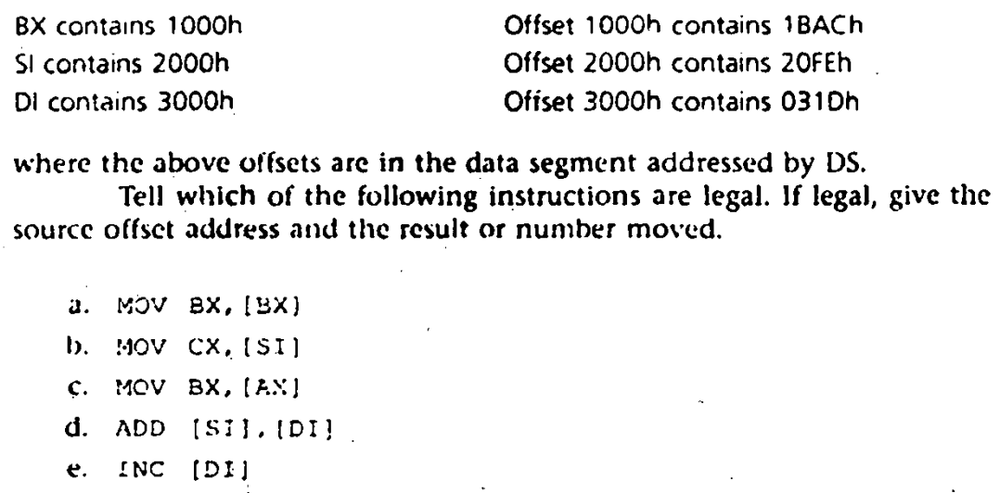 BX contains 1000h Offset 1000h contains 1BACh
SI contains 2000h Offset 2000h contains 20FEh
DI contains 3000h Offset 3000h contains 031Dh
where the above offsets are in the data segment addressed by DS.
Tell which of the following instructions are legal. If legal, give the
source offset address and the result or number moved.
a. MOV BX, [BX]
b. MOV CX, [SI]
c. MOV BX, [AX]
d. ADD [SI], [DI]
e. INC [DI]